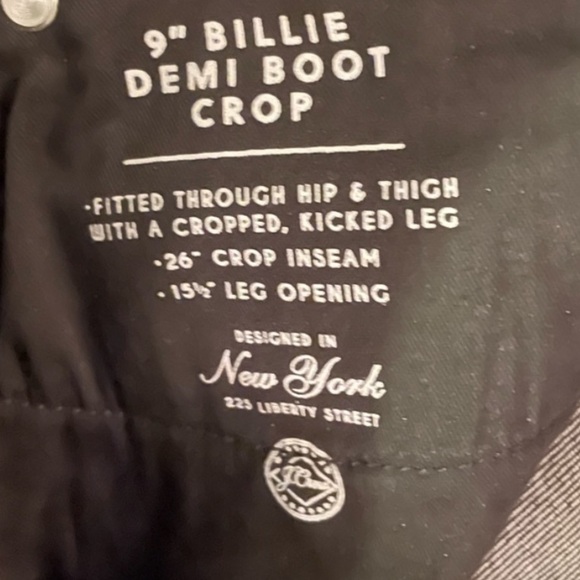 9" BILLIE
DEMI BOOT
CROP
•FITTED THROUGH HIP & THIGH
WITH A CROPPED, KICKED LEG
•26" CROP INSEAM
•15½" LEG OPENING
DESIGNED IN
New York
225 LIBERTY STREET
J.Crew